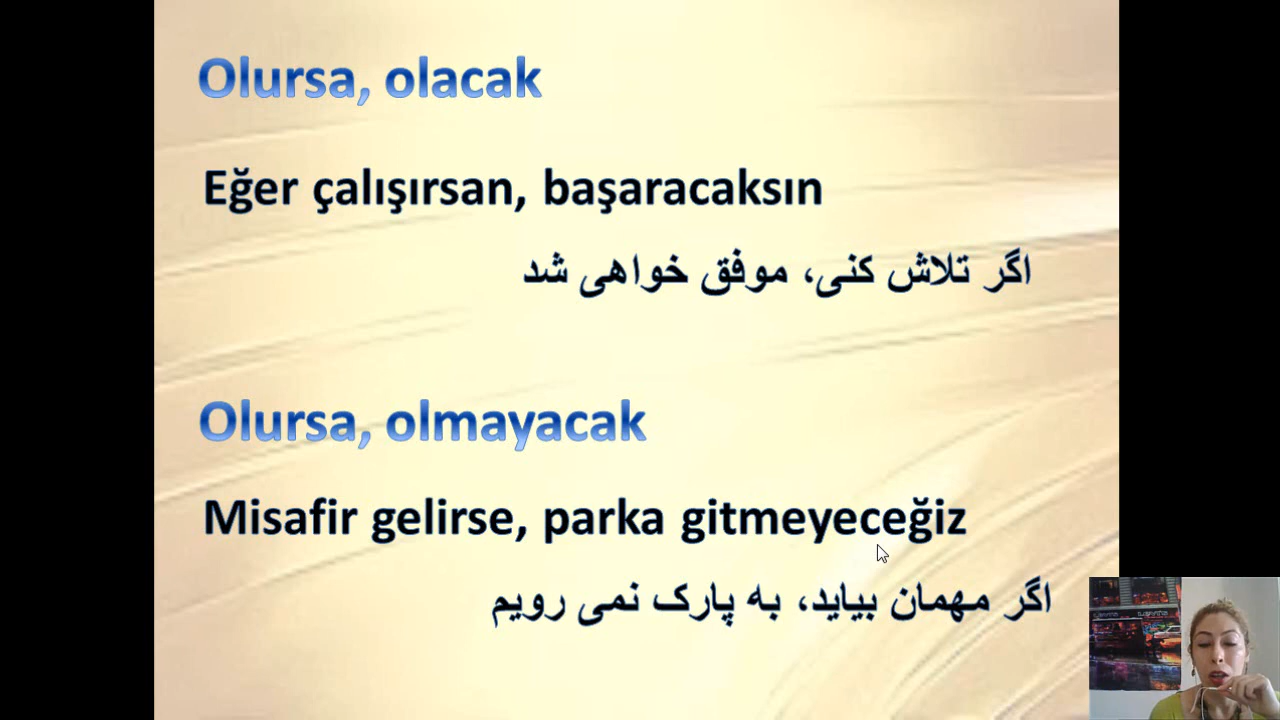 Olursa, olacak
Eğer çalışırsan, başaracaksın
اگر تلاش کنی، موفق خواهی شد
Olursa, olmayacak
Misafir gelirse, parka gitmeyeceğiz
اگر مهمان بیاید، به پارک نمی رویم